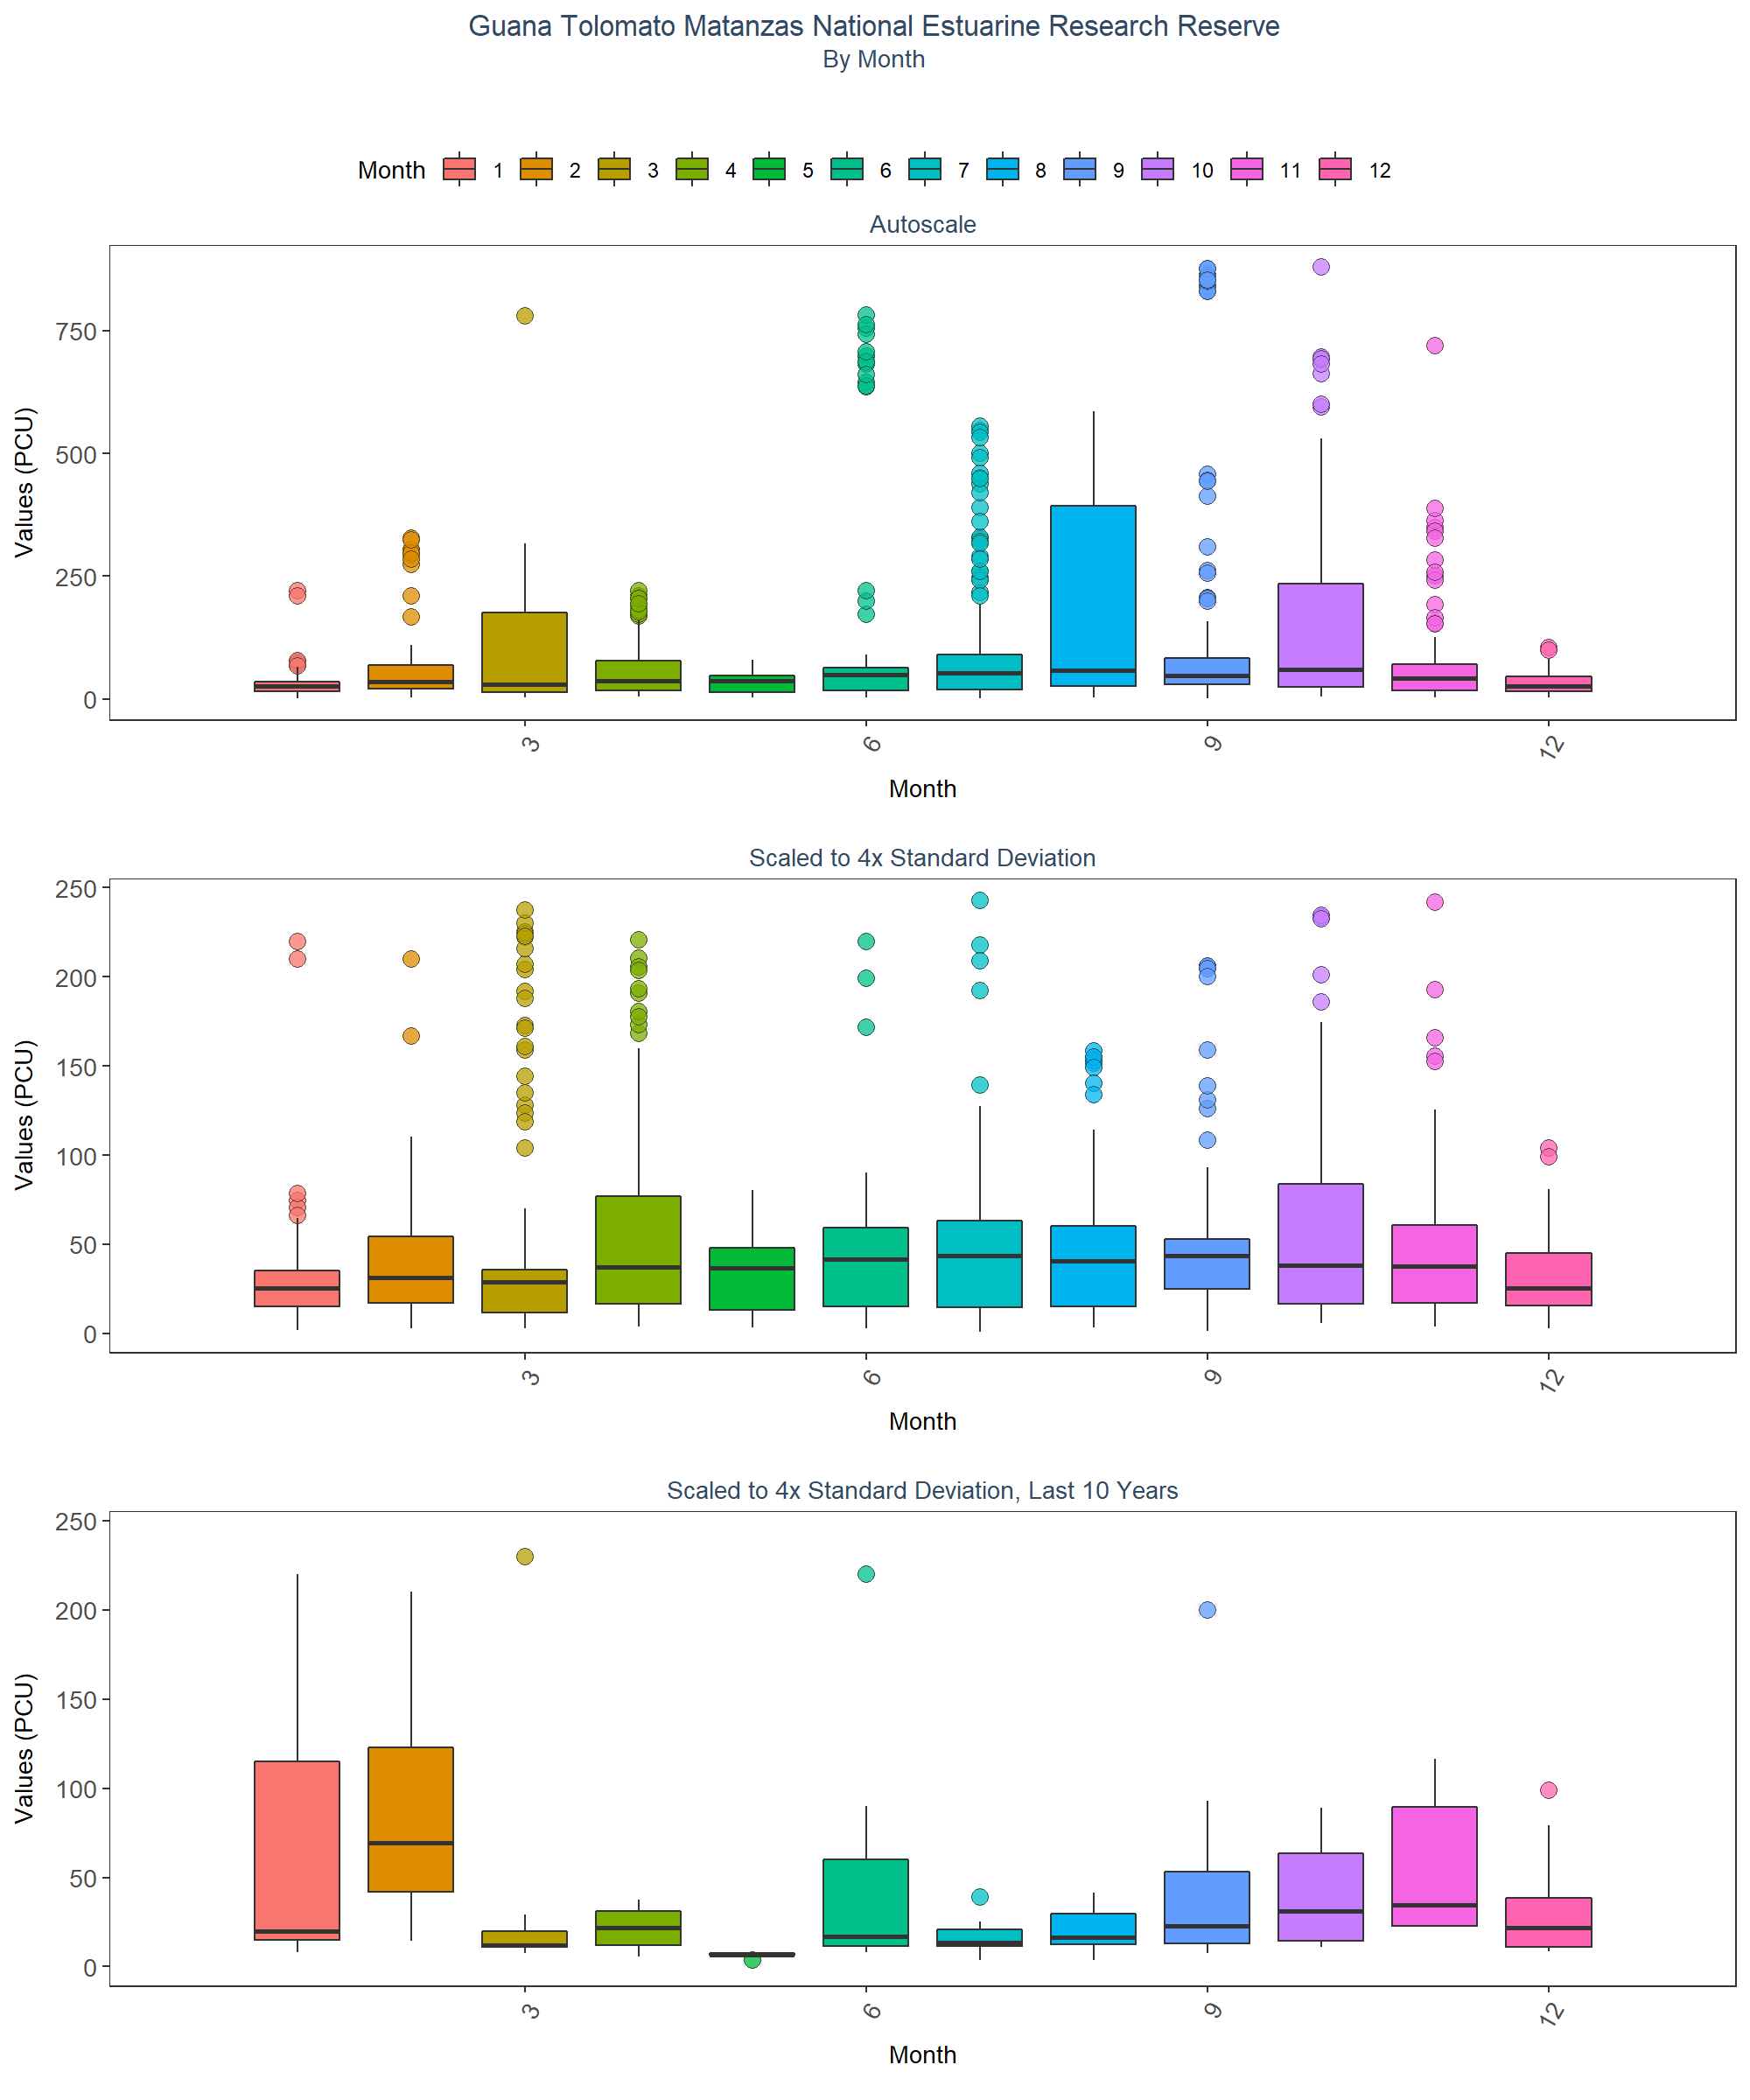 Guana Tolomato Matanzas National Estuarine Research Reserve
By Month
Month 1 2 3 4 5 6 7 8 9 10 11 12
Autoscale
Values (PCU)
750
500
250
0
3 6 9 12
Month
Scaled to 4x Standard Deviation
Values (PCU)
250
200
150
100
50
0
3 6 9 12
Month
Scaled to 4x Standard Deviation, Last 10 Years
Values (PCU)
250
200
150
100
50
0
3 6 9 12
Month